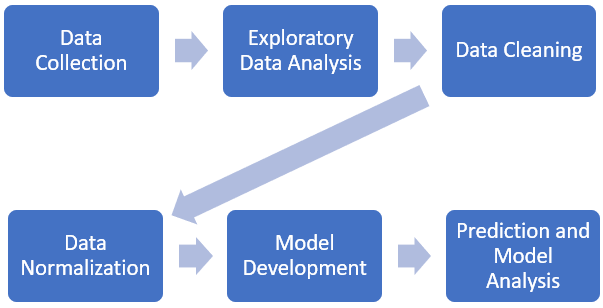 Data
Collection
Exploratory
Data Analysis
Data Cleaning
Data
Normalization
Model
Development
Prediction and
Model
Analysis